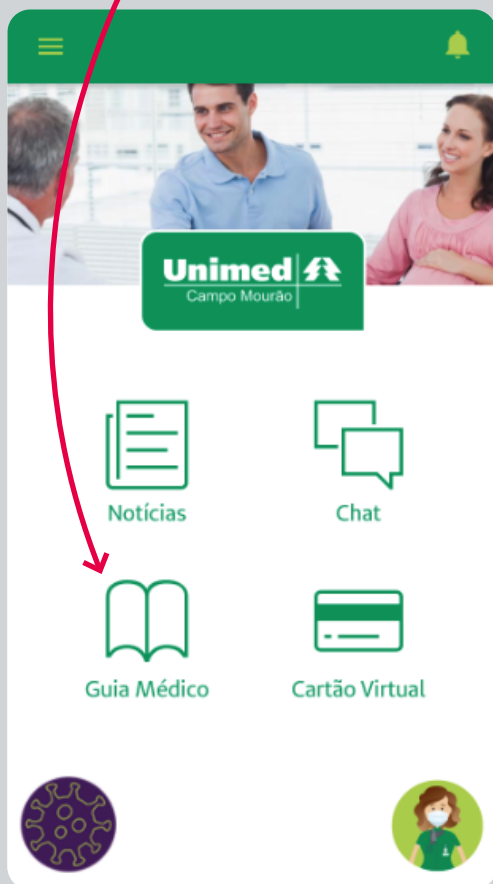 Unimed
Campo Mourão
Notícias
Chat
Guia Médico
Cartão Virtual